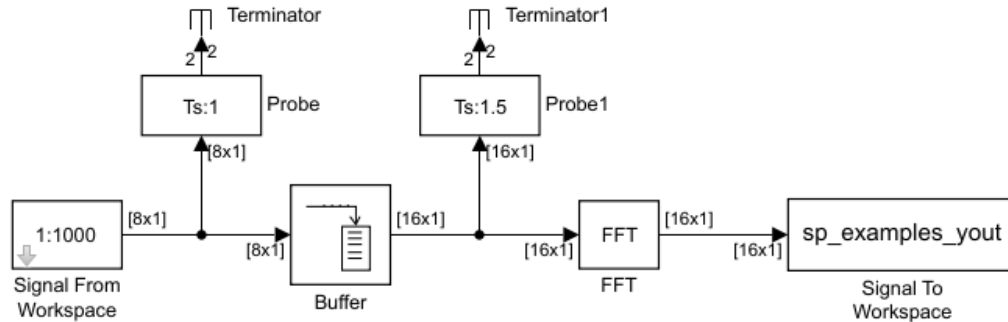 Terminator
Terminator1
2
2
2
2
Ts:1
Probe
Ts:1.5
Probe1
[8x1]
[16x1]
1:1000
[8x1]
[8x1]
[16x1]
[16x1]
FFT
[16x1]
[16x1]
sp_examples_yout
Signal From
Workspace
Buffer
FFT
Signal To
Workspace